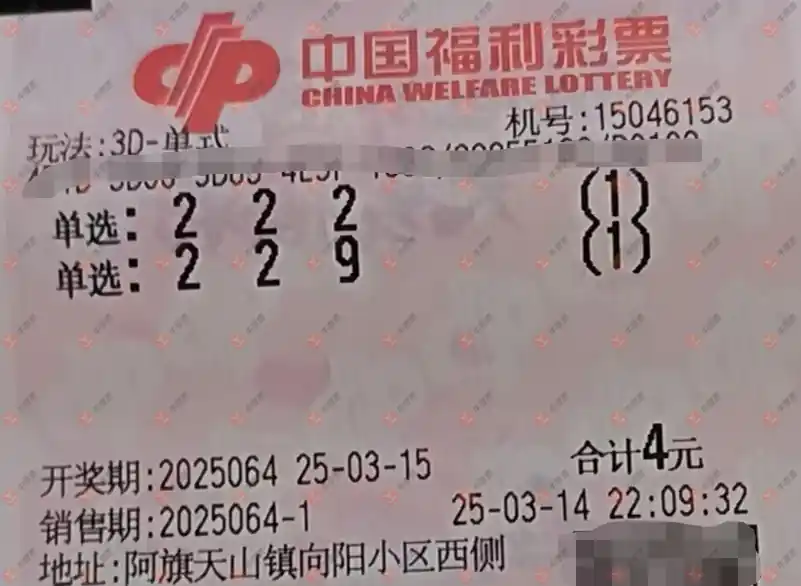 中国福利彩票
CHINA WELFARE LOTTERY
机号:15046153
玩法:3D-单式
单选: 2 2 2 (1)
单选: 2 2 9 (1)
合计4元
开奖期:2025064 25-03-15
销售期:2025064-1 25-03-14 22:09:32
地址:阿旗天山镇向阳小区西侧